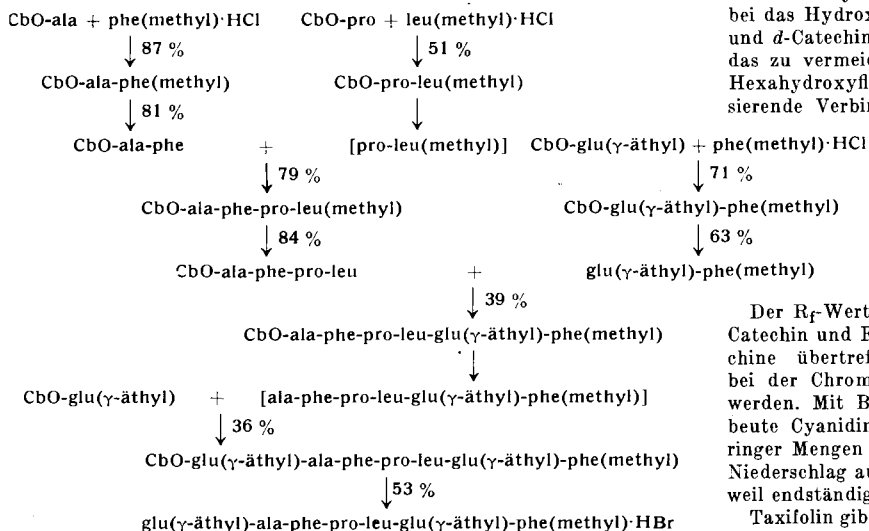 CbO-ala + phe(methyl)·HCl CbO-pro + leu(methyl)·HCl
87 % 51 %
CbO-ala-phe(methyl) CbO-pro-leu(methyl)
81 %
CbO-ala-phe + [pro-leu(methyl)] CbO-glu(γ-äthyl) + phe(methyl)·HCl
79 % 71 %
CbO-ala-phe-pro-leu(methyl) CbO-glu(γ-äthyl)-phe(methyl)
84 % 63 %
CbO-ala-phe-pro-leu + glu(γ-äthyl)-phe(methyl)
39 %
CbO-ala-phe-pro-leu-glu(γ-äthyl)-phe(methyl)
CbO-glu(γ-äthyl) + [ala-phe-pro-leu-glu(γ-äthyl)-phe(methyl)]
36 %
CbO-glu(γ-äthyl)-ala-phe-pro-leu-glu(γ-äthyl)-phe(methyl)
53 %
glu(γ-äthyl)-ala-phe-pro-leu-glu(γ-äthyl)-phe(methyl)·HBr
bei das Hydrox
und d-Catechin
das zu vermeid
Hexahydroxyfl
sierende Verbin
Der Rf-Wert
Catechin und E
chine übertref
bei der Chrom
werden. Mit B
beute Cyanidin
ringer Mengen
Niederschlag au
weil endständig
Taxifolin gib